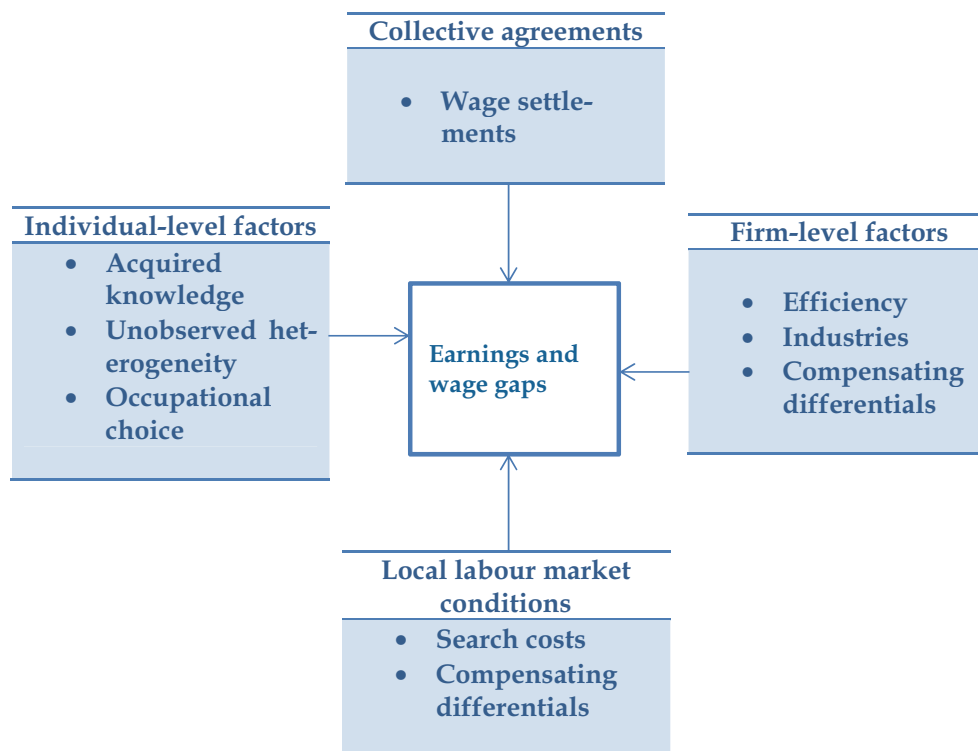 Collective agreements
• Wage settle-
ments
Individual-level factors
• Acquired
knowledge
• Unobserved het-
erogeneity
• Occupational
choice
Earnings and
wage gaps
Firm-level factors
• Efficiency
• Industries
• Compensating
differentials
Local labour market
conditions
• Search costs
• Compensating
differentials